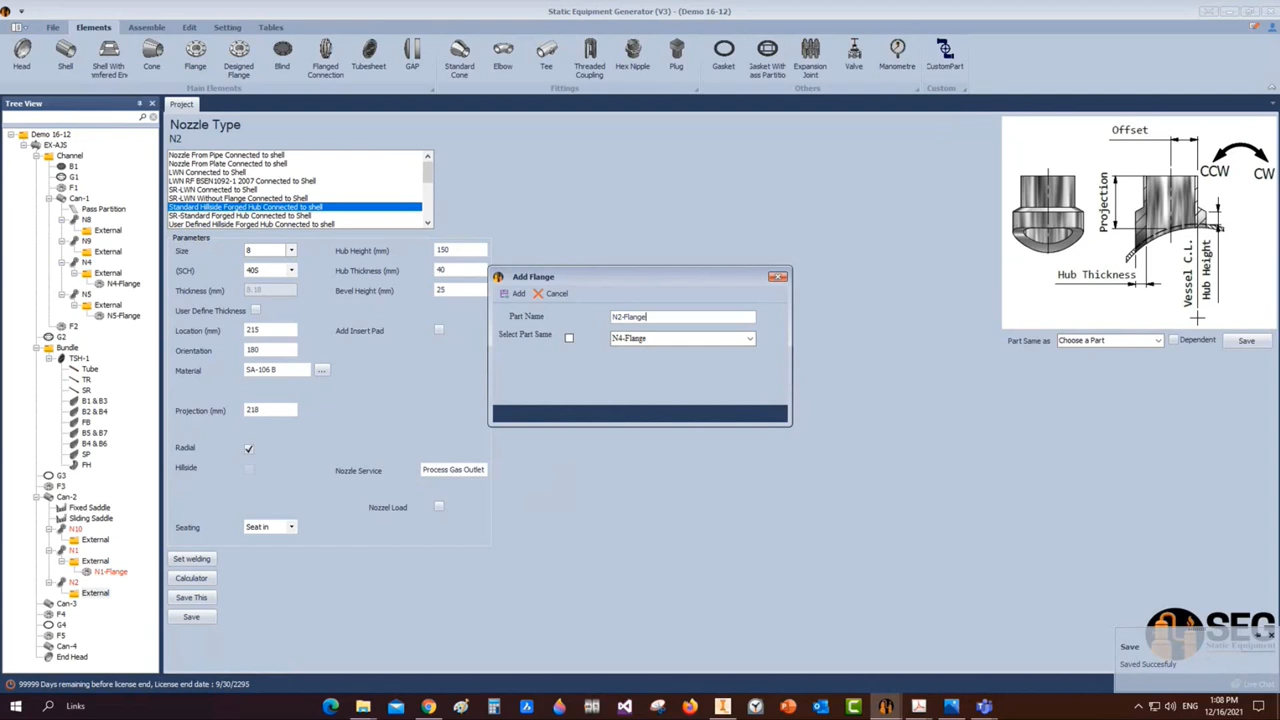 Static Equipment Generator (V3) - (Demo 16-12)
File Elements Assemble Edit Setting Tables
Head Shell Shell With Cone Flange Designed Blind Flanged Tubesheet GAP Standard Elbow Tee Threaded Hex Nipple Plug Gasket Gasket With Expansion Valve Manometre CustomPart
mfered En Flange Connection Cone Coupling ass Partitio Joint
Main Elements Fittings Others Custom
Tree View
Project
Demo 16-12
EX-AJS
Channel
B1
G1
F1
Can-1
Pass Partition
N8
External
N9
External
N4
External
N4-Flange
N5
External
N5-Flange
F2
G2
Bundle
TSH-1
Tube
TR
SR
B1 & B3
B2 & B4
FB
B5 & B7
B4 & B6
SP
FH
G3
F3
Can-2
Fixed Saddle
Sliding Saddle
N10
External
N1
External
N1-Flange
N2
External
Can-3
F4
G4
F5
Can-4
End Head
Nozzle Type
N2
Nozzle From Pipe Connected to shell
Nozzle From Plate Connected to shell
LWN Connected to Shell
LWN RF BSEN1092-1 2007 Connected to Shell
SR-LWN Connected to Shell
SR-LWN Without Flange Connected to Shell
Standard Hillside Forged Hub Connected to shell
SR-Standard Forged Hub Connected to Shell
User Defined Hillside Forged Hub Connected to shell
Parameters
Size 8 Hub Height (mm) 150
(SCH) 40S Hub Thickness (mm) 40
Thickness (mm) 8.18 Bevel Height (mm) 25
User Define Thickness
Location (mm) 215 Add Insert Pad
Orientation 180
Material SA-106 B ...
Projection (mm) 218
Radial
Hillside Nozzle Service Process Gas Outlet
Nozzel Load
Seating Seat in
Set welding
Calculator
Save This
Save
Add Flange
Add Cancel
Part Name N2-Flange
Select Part Same N4-Flange
Offset
CCW CW
Projection
Hub Thickness
Vessel C.L.
Hub Height
Part Same as Choose a Part Dependent Save
SEG
Static Equipment
Save
Saved Succesfuly
Live Chat
99999 Days remaining before license end, License end date : 9/30/2295
Links
ENG
1:08 PM
12/16/2021